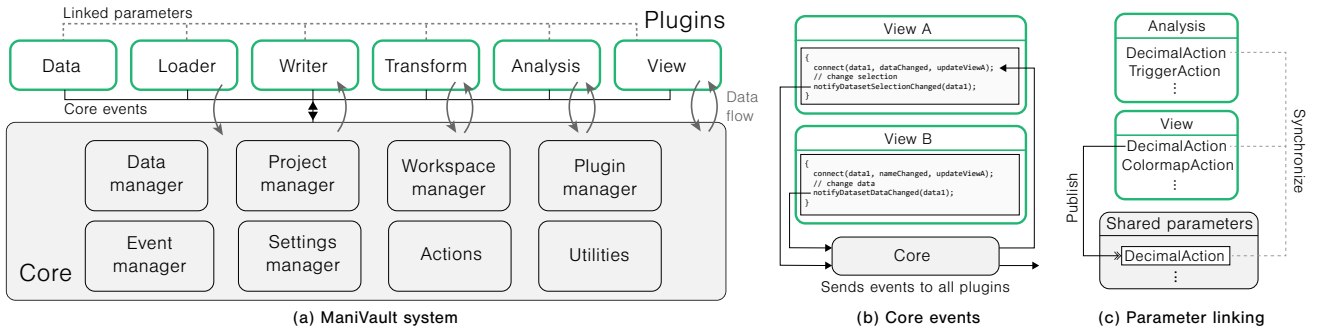 Linked parameters
Plugins
Data
Loader
Writer
Transform
Analysis
View
Core events
Data
flow
Data
manager
Project
manager
Workspace
manager
Plugin
manager
Event
manager
Settings
manager
Actions
Utilities
Core
(a) ManiVault system
View A
{
connect(data1, dataChanged, updateViewA);
// change selection
notifyDatasetSelectionChanged(data1);
}
View B
{
connect(data1, nameChanged, updateViewA);
// change data
notifyDatasetDataChanged(data1);
}
Core
Sends events to all plugins
(b) Core events
Analysis
DecimalAction
TriggerAction
⋮
View
DecimalAction
ColormapAction
⋮
Publish
Synchronize
Shared parameters
DecimalAction
⋮
(c) Parameter linking